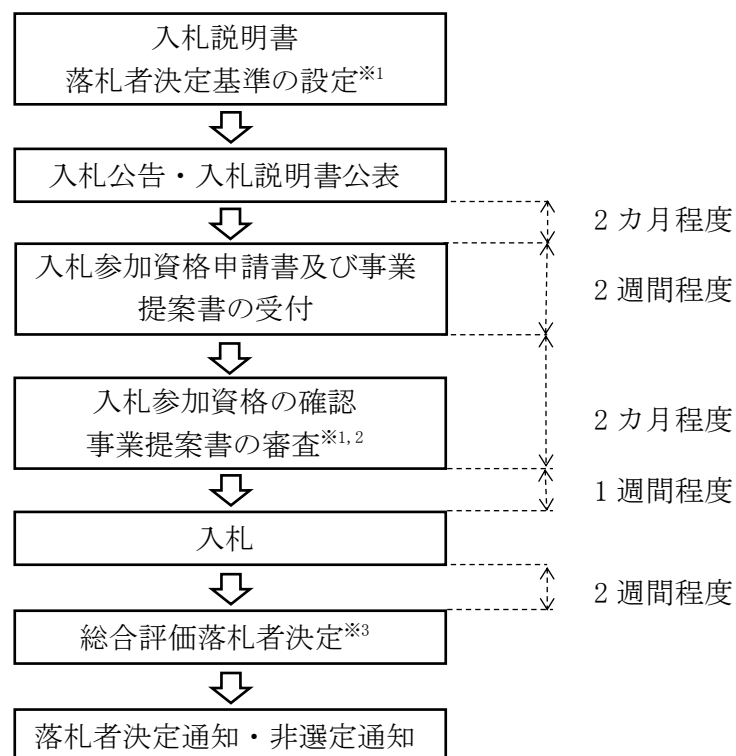 入札説明書
落札者決定基準の設定※1
入札公告・入札説明書公表
2カ月程度
入札参加資格申請書及び事業
提案書の受付
2週間程度
入札参加資格の確認
事業提案書の審査※1,2
2カ月程度
1週間程度
入札
2週間程度
総合評価落札者決定※3
落札者決定通知・非選定通知